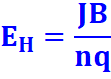 E_H = JB/nq